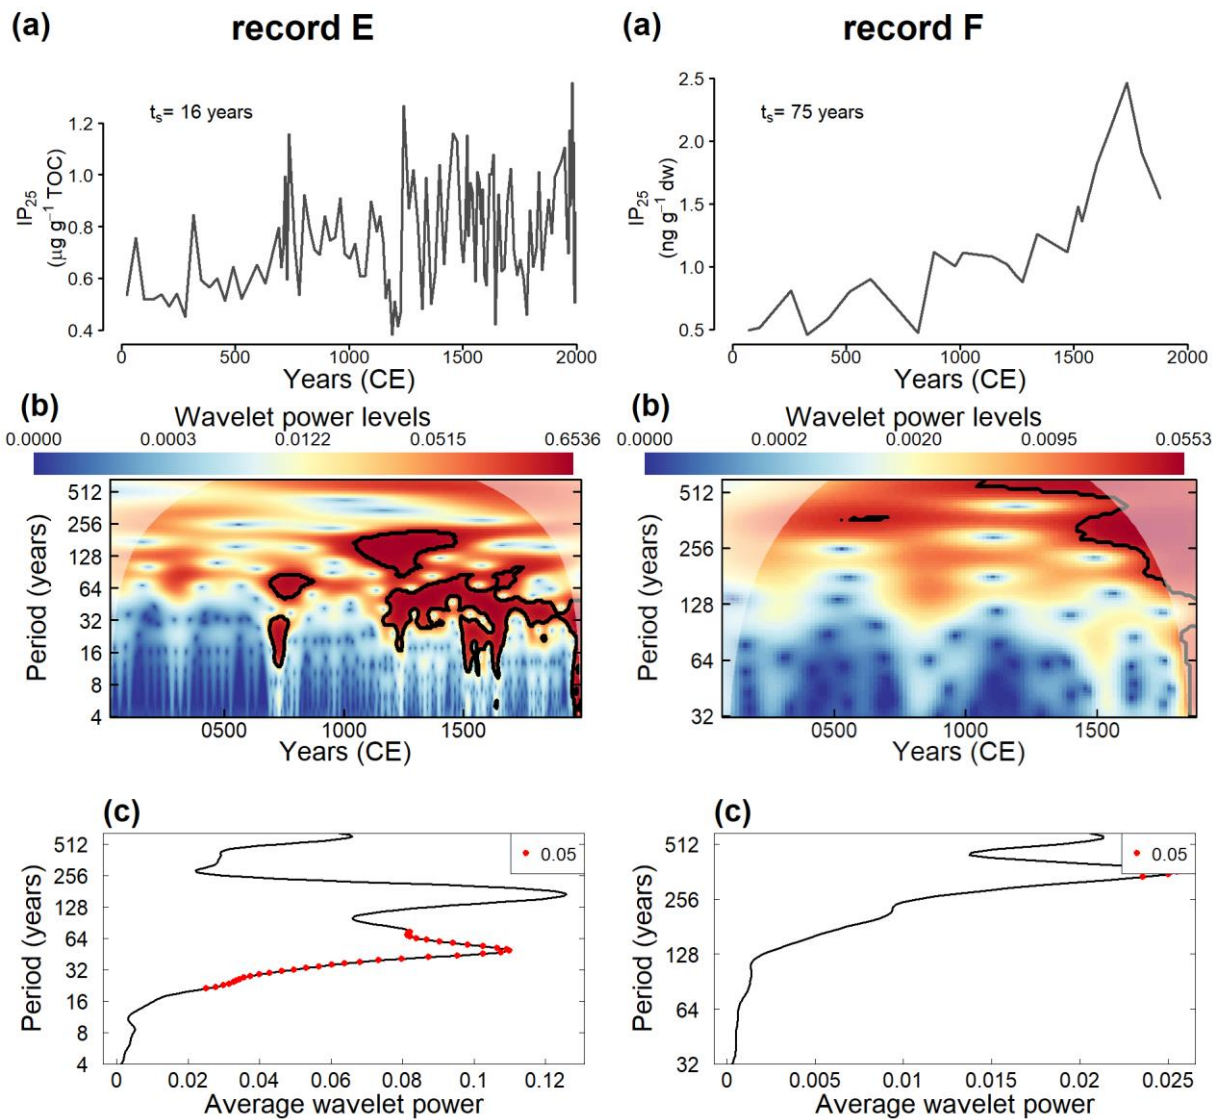 (a) record E
t_s= 16 years
IP25
(µg g−1 TOC)
1.2
1.0
0.8
0.6
0.4
0 500 1000 1500 2000
Years (CE)
(b)
Wavelet power levels
0.0000 0.0003 0.0122 0.0515 0.6536
Period (years)
512
256
128
64
32
16
8
4
0500 1000 1500
Years (CE)
(c)
Period (years)
512
256
128
64
32
16
8
4
0.05
0 0.02 0.04 0.06 0.08 0.1 0.12
Average wavelet power
(a) record F
t_s= 75 years
IP25
(ng g−1 dw)
2.5
2.0
1.5
1.0
0.5
0 500 1000 1500 2000
Years (CE)
(b)
Wavelet power levels
0.0000 0.0002 0.0020 0.0095 0.0553
Period (years)
512
256
128
64
32
0500 1000 1500
Years (CE)
(c)
Period (years)
512
256
128
64
32
0.05
0 0.005 0.01 0.015 0.02 0.025
Average wavelet power